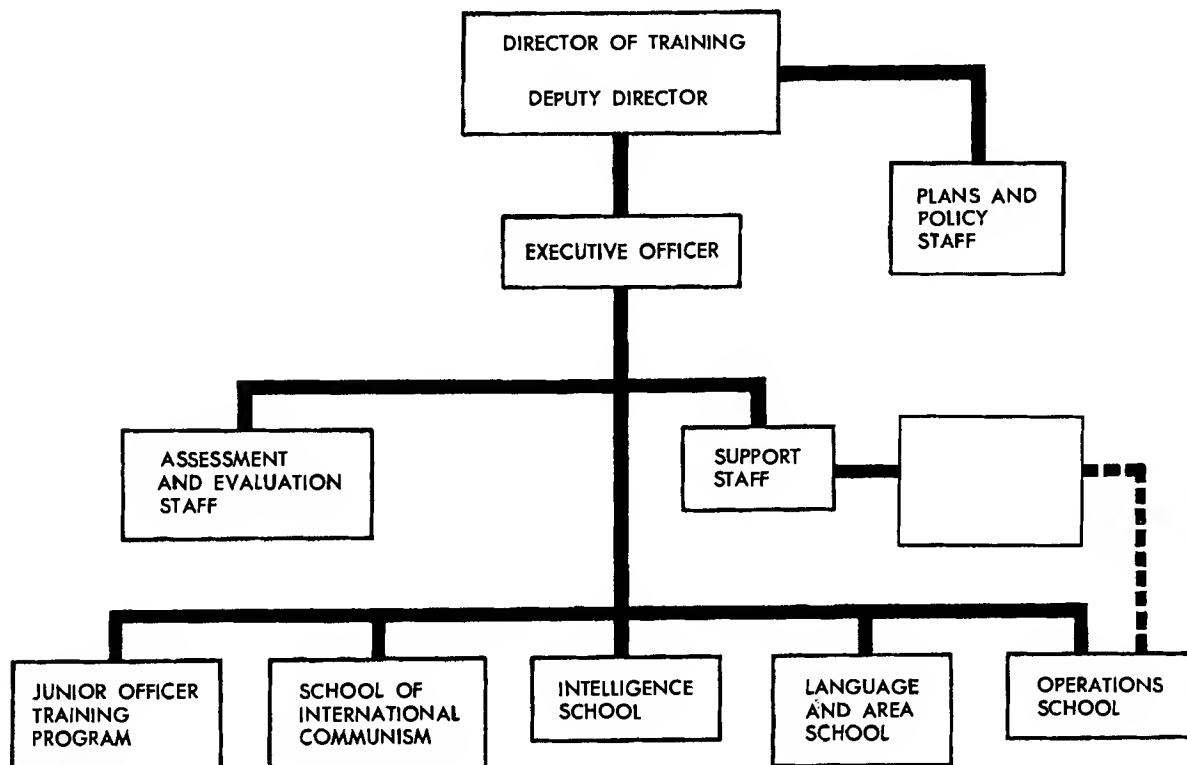 DIRECTOR OF TRAINING
DEPUTY DIRECTOR
PLANS AND
POLICY
STAFF
EXECUTIVE OFFICER
ASSESSMENT
AND EVALUATION
STAFF
SUPPORT
STAFF
JUNIOR OFFICER
TRAINING
PROGRAM
SCHOOL OF
INTERNATIONAL
COMMUNISM
INTELLIGENCE
SCHOOL
LANGUAGE
AND AREA
SCHOOL
OPERATIONS
SCHOOL